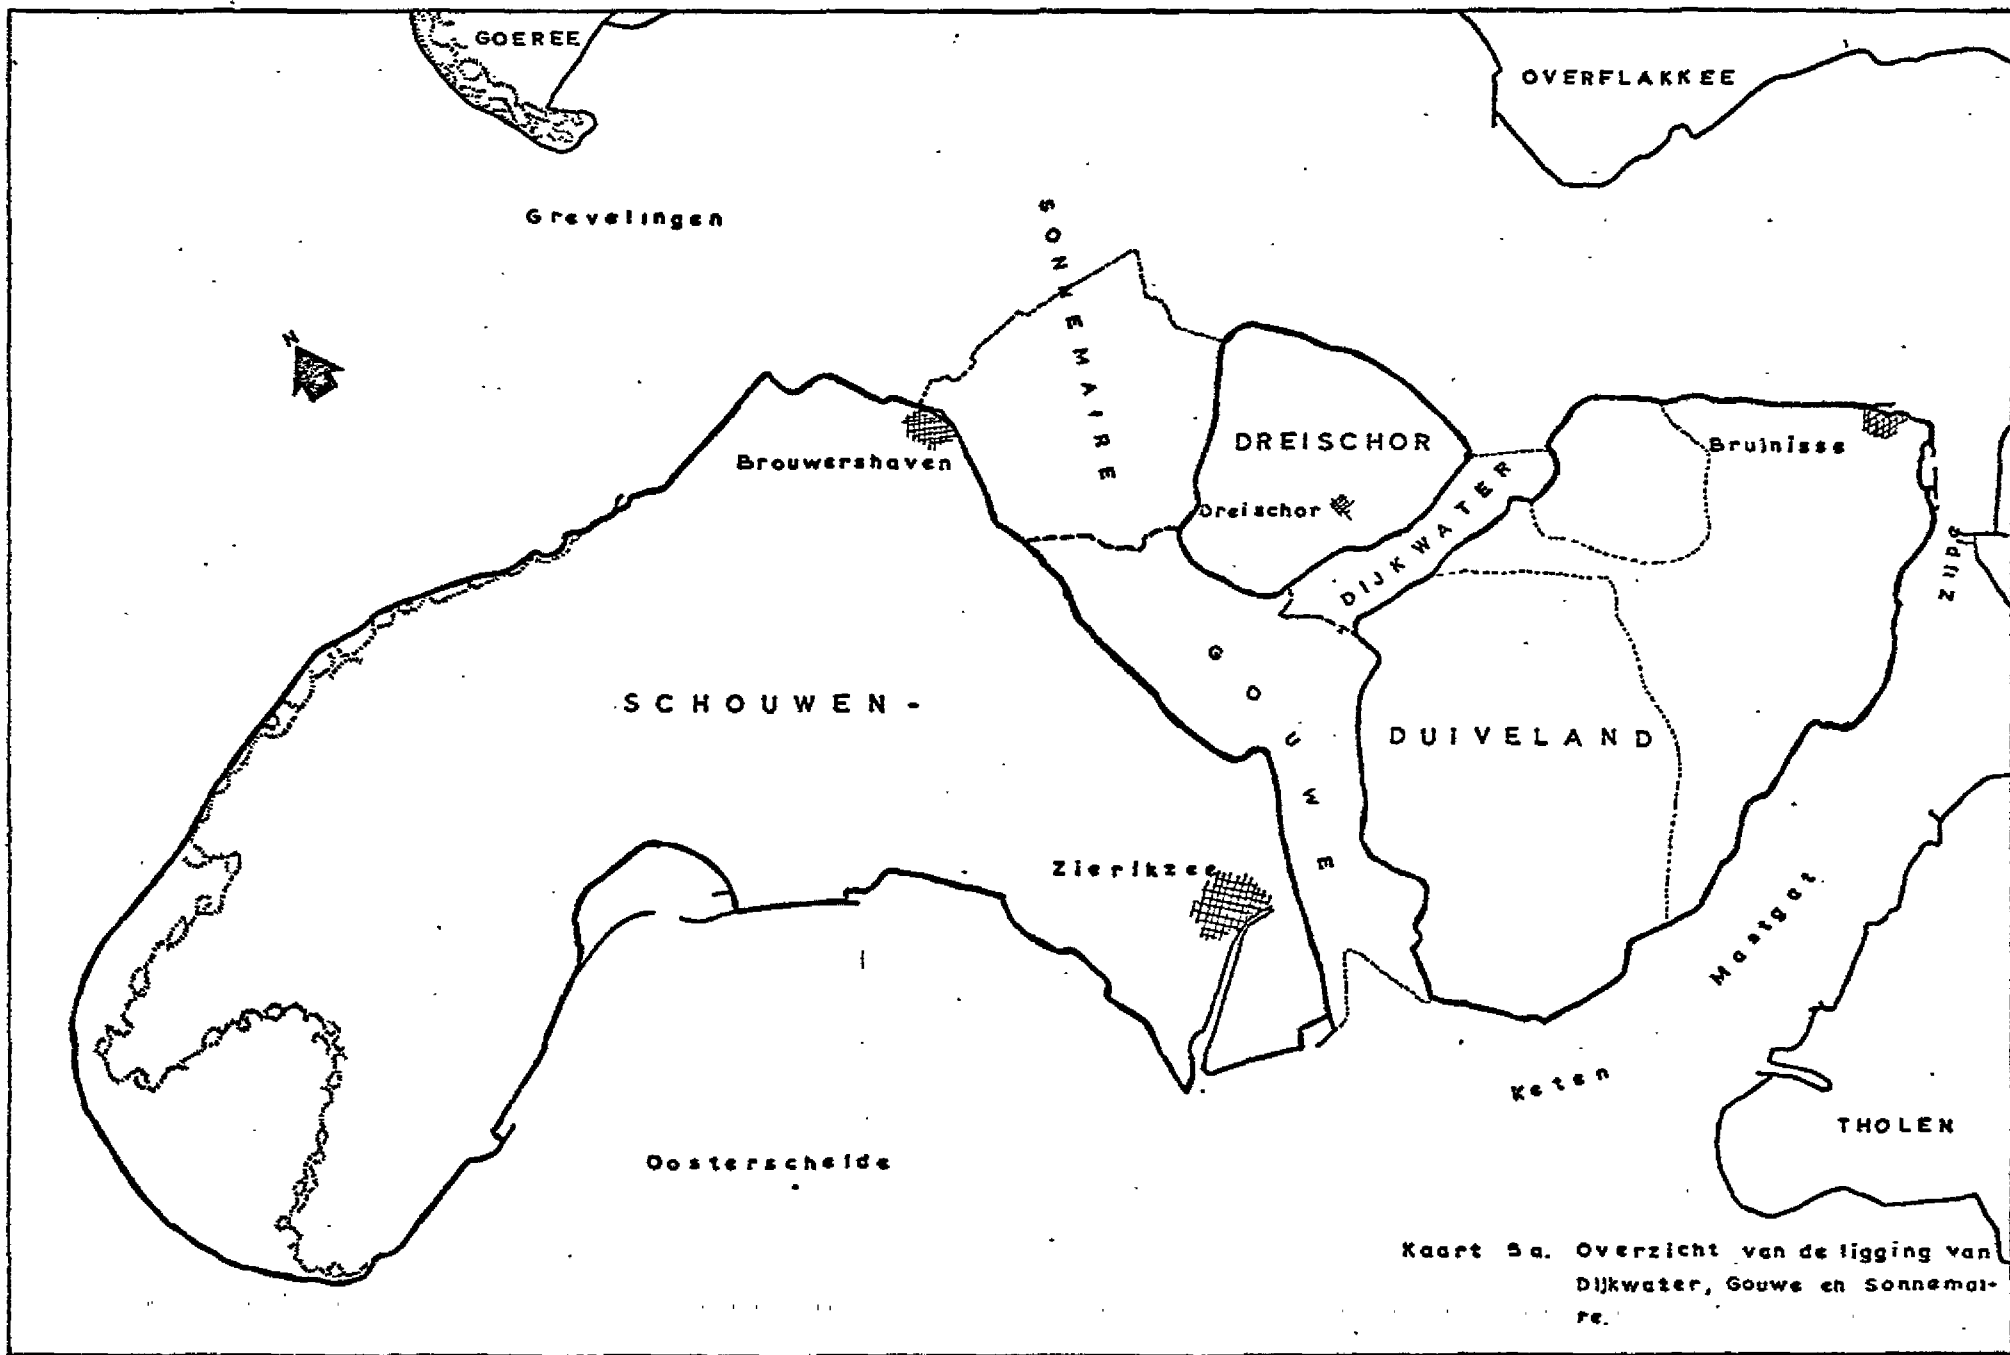 GOEREE
OVERFLAKKEE
Grevelingen
SONNEMAIRE
N
Brouwershaven
DREISCHOR
Bruinisse
Dreischor
DIJKWATER
Zijpe
GOUWE
SCHOUWEN -
DUIVELAND
Zierikzee
Mastgat
Keten
THOLEN
Oosterschelde
Kaart 5a. Overzicht van de ligging van
Dijkwater, Gouwe en Sonnemai-
re.